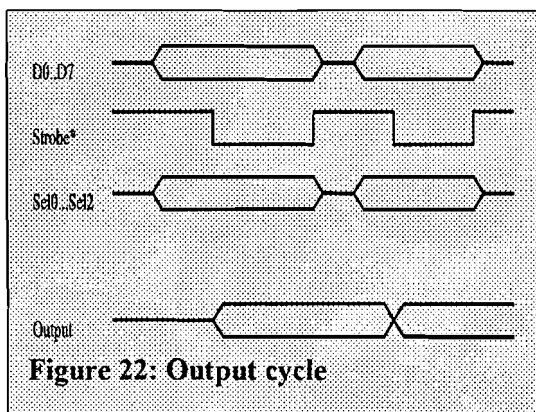 D0..D7
Strobe*
Sel0...Sel2
Output
Figure 22: Output cycle